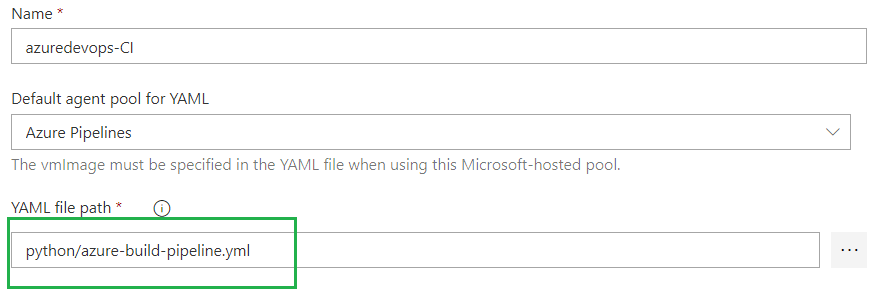 Name *
azuredevops-CI
Default agent pool for YAML
Azure Pipelines
The vmImage must be specified in the YAML file when using this Microsoft-hosted pool.
YAML file path *
python/azure-build-pipeline.yml